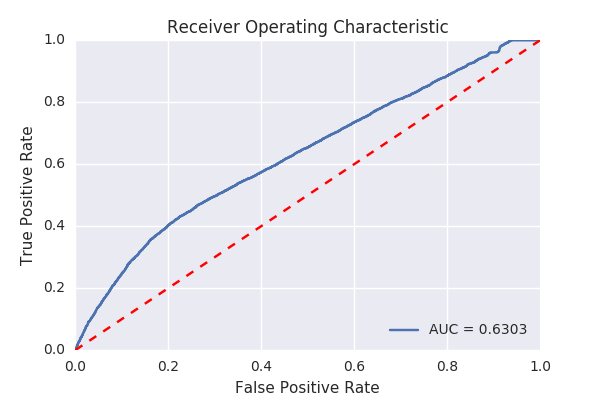 Receiver Operating Characteristic
True Positive Rate
1.0
0.8
0.6
0.4
0.2
0.0
AUC = 0.6303
0.0 0.2 0.4 0.6 0.8 1.0
False Positive Rate